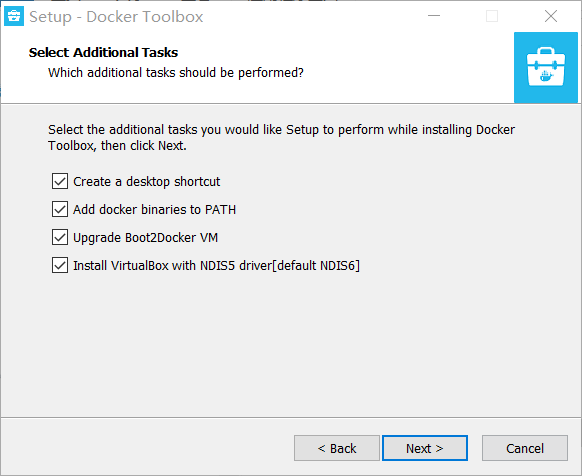 Setup - Docker Toolbox
Select Additional Tasks
Which additional tasks should be performed?
Select the additional tasks you would like Setup to perform while installing Docker
Toolbox, then click Next.
Create a desktop shortcut
Add docker binaries to PATH
Upgrade Boot2Docker VM
Install VirtualBox with NDIS5 driver[default NDIS6]
< Back
Next >
Cancel